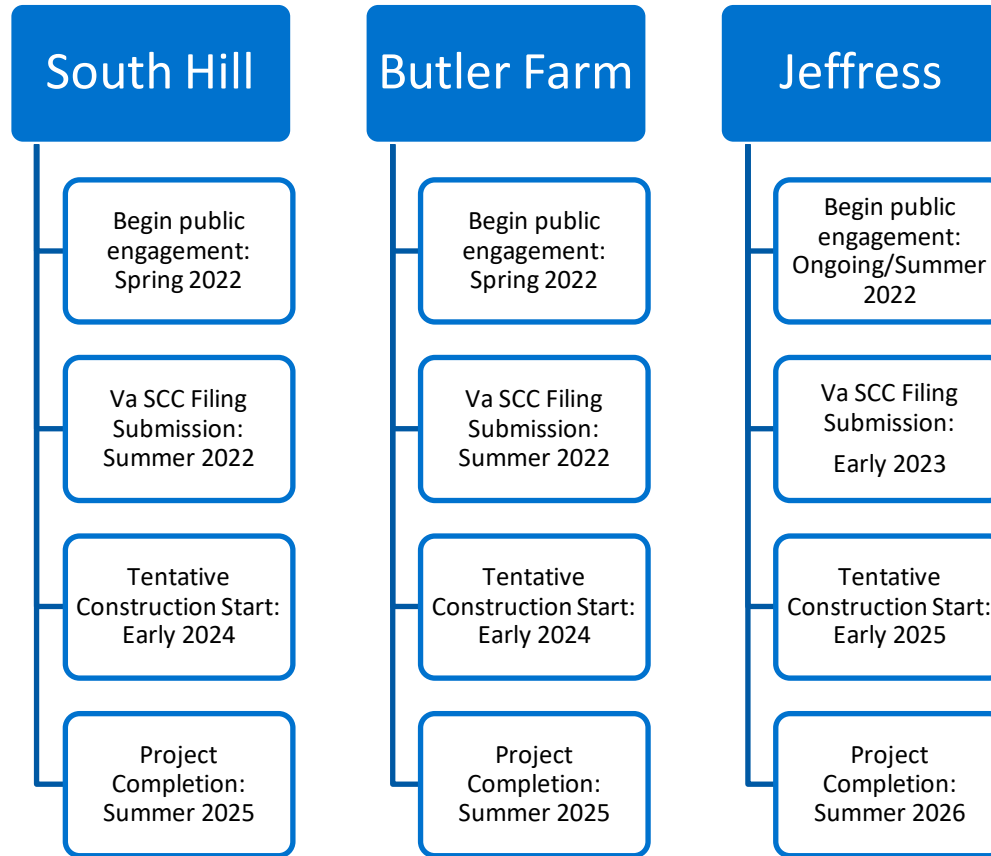 South Hill
Begin public
engagement:
Spring 2022
Va SCC Filing
Submission:
Summer 2022
Tentative
Construction Start:
Early 2024
Project
Completion:
Summer 2025
Butler Farm
Begin public
engagement:
Spring 2022
Va SCC Filing
Submission:
Summer 2022
Tentative
Construction Start:
Early 2024
Project
Completion:
Summer 2025
Jeffress
Begin public
engagement:
Ongoing/Summer
2022
Va SCC Filing
Submission:
Early 2023
Tentative
Construction Start:
Early 2025
Project
Completion:
Summer 2026